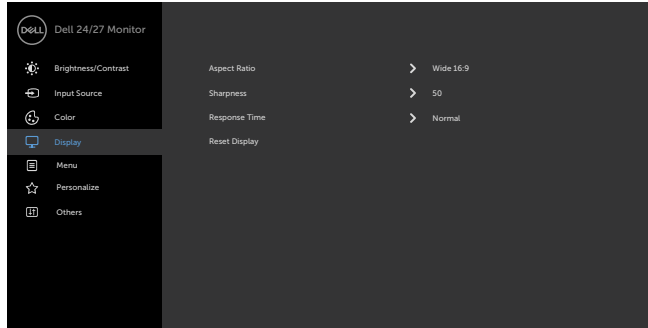 DELL Dell 24/27 Monitor
Brightness/Contrast
Input Source
Color
Display
Menu
Personalize
Others
Aspect Ratio Wide 16:9
Sharpness 50
Response Time Normal
Reset Display